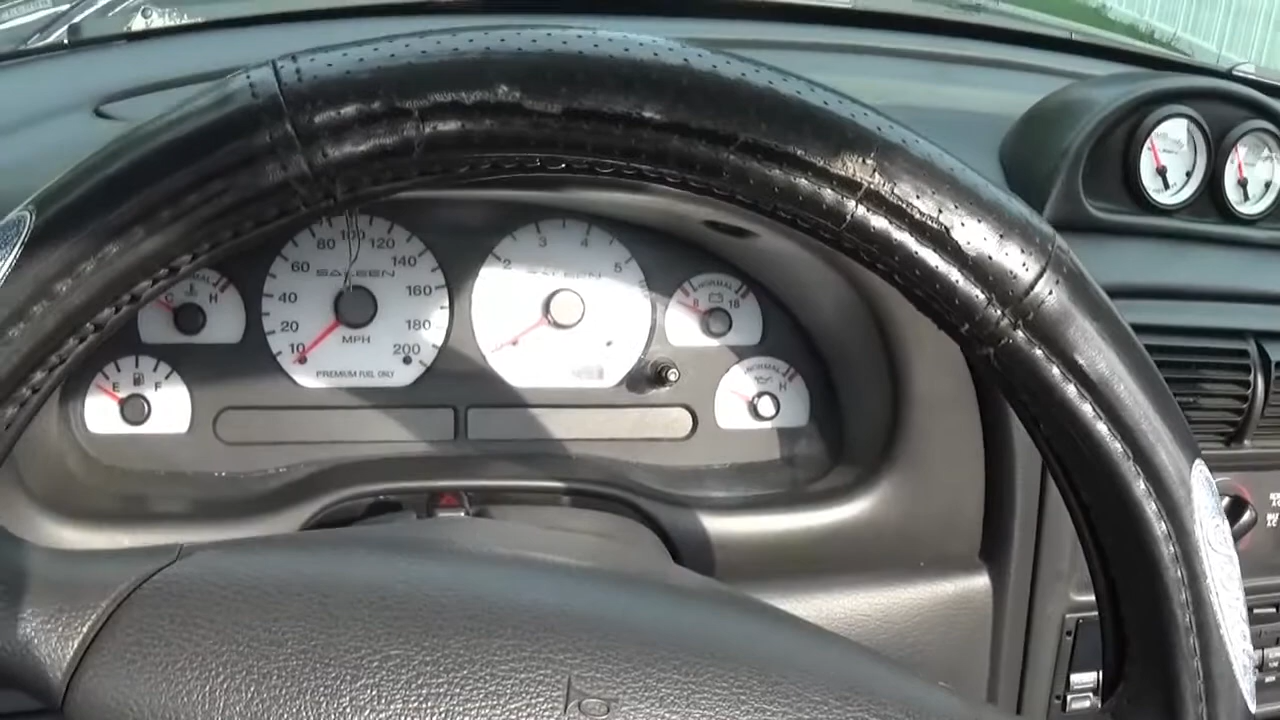 NORMAL
C H
E F
10 20 40 60 80 100 120 140 160 180 200
SALEEN
MPH
PREMIUM FUEL ONLY
2 3 4 5
SALEEN
NORMAL
8 18
NORMAL
H